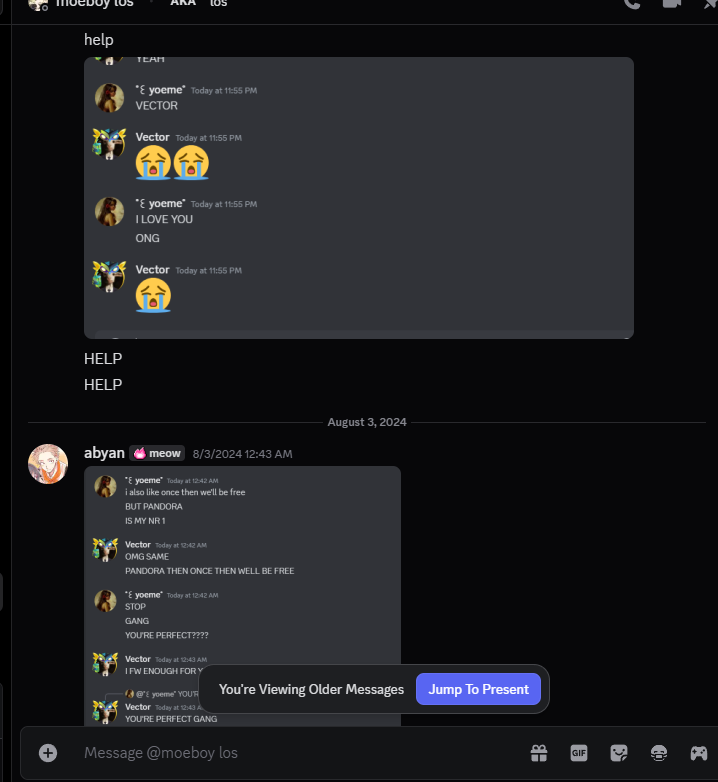 moeboy los AKA los
help
YEAH
yoeme* Today at 11:55 PM
VECTOR
Vector Today at 11:55 PM
yoeme* Today at 11:55 PM
I LOVE YOU
ONG
Vector Today at 11:55 PM
HELP
HELP
August 3, 2024
abyan meow 8/3/2024 12:43 AM
yoeme* Today at 12:42 AM
i also like once then we'll be free
BUT PANDORA
IS MY NR 1
Vector Today at 12:42 AM
OMG SAME
PANDORA THEN ONCE THEN WELL BE FREE
yoeme* Today at 12:42 AM
STOP
GANG
YOU'RE PERFECT????
Vector Today at 12:43 AM
I FW ENOUGH FOR
yoeme* YOU'R
Vector Today at 12:43
YOU'RE PERFECT GANG
You're Viewing Older Messages Jump To Present
Message @moeboy los
GIF